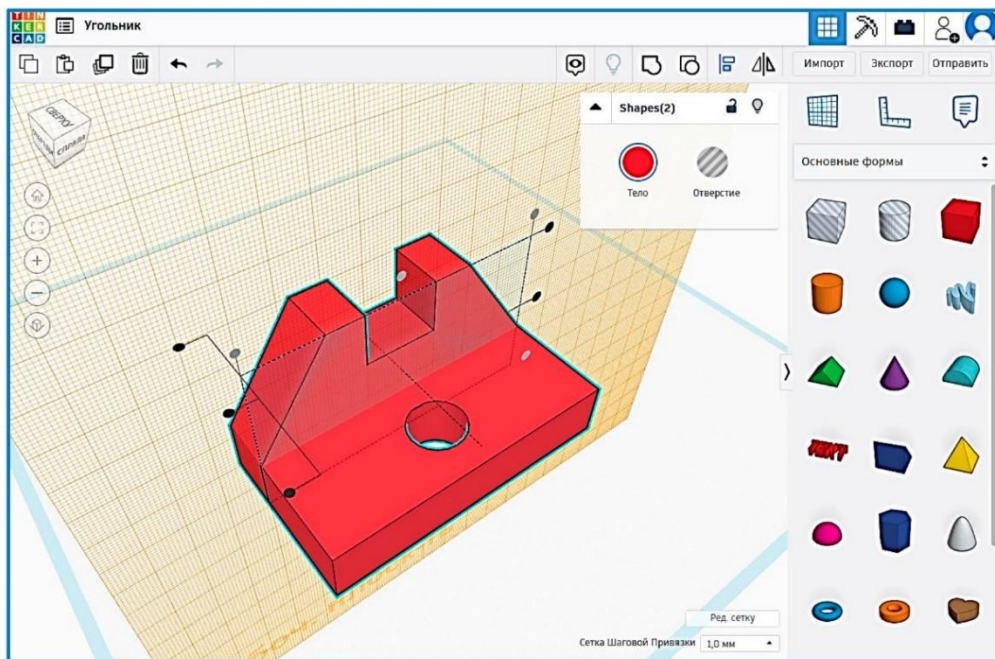 TIN
KER
CAD
Угольник
Импорт
Экспорт
Отправить
Shapes(2)
Тело
Отверстие
Основные формы
СВЕРХУ
СПРАВА
Ред. сетку
Сетка Шаговой Привязки 1,0 мм